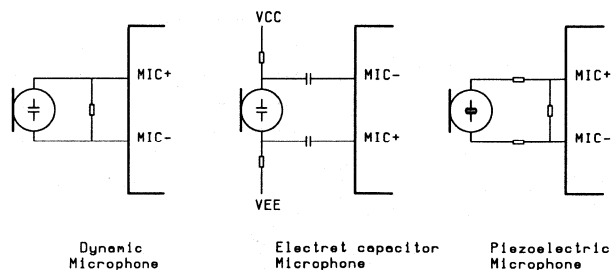 VCC
MIC+
MIC-
MIC-
MIC+
VEE
MIC+
MIC-
Dynamic
Microphone
Electret capacitor
Microphone
Piezoelectric
Microphone